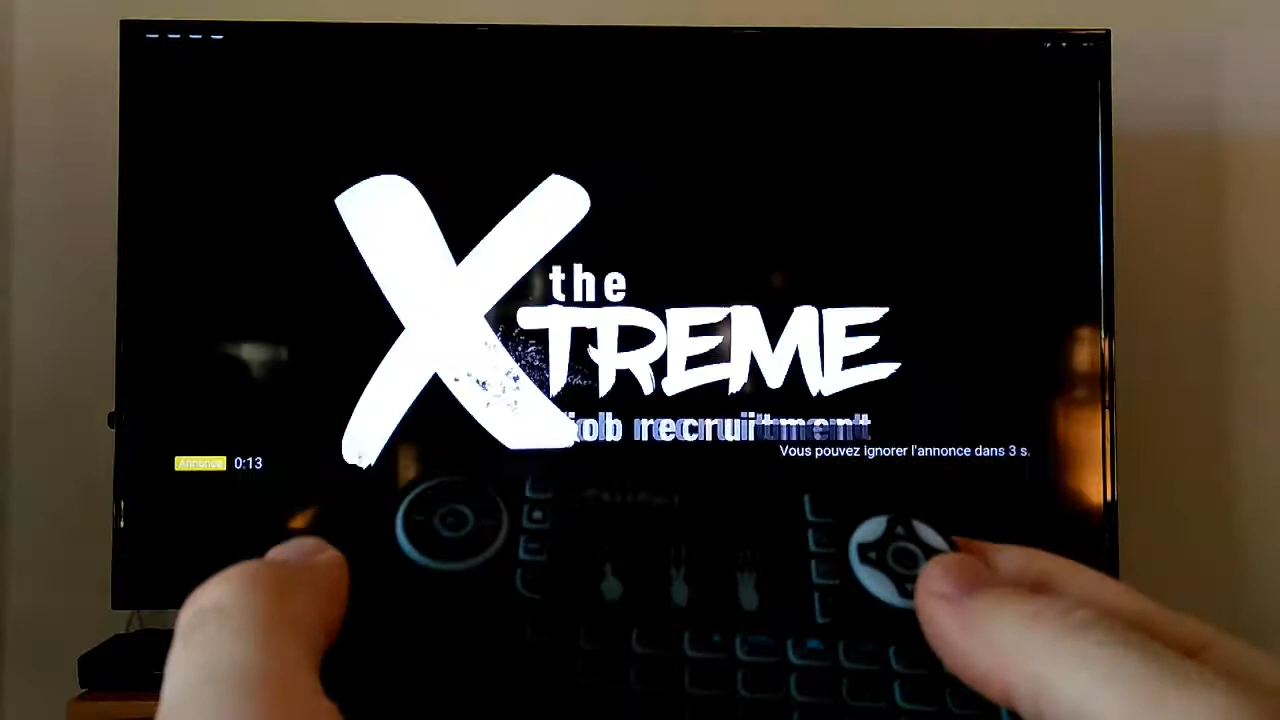 the
XTREME
job recruitment
Vous pouvez ignorer l'annonce dans 3 s.
Annonce 0:13